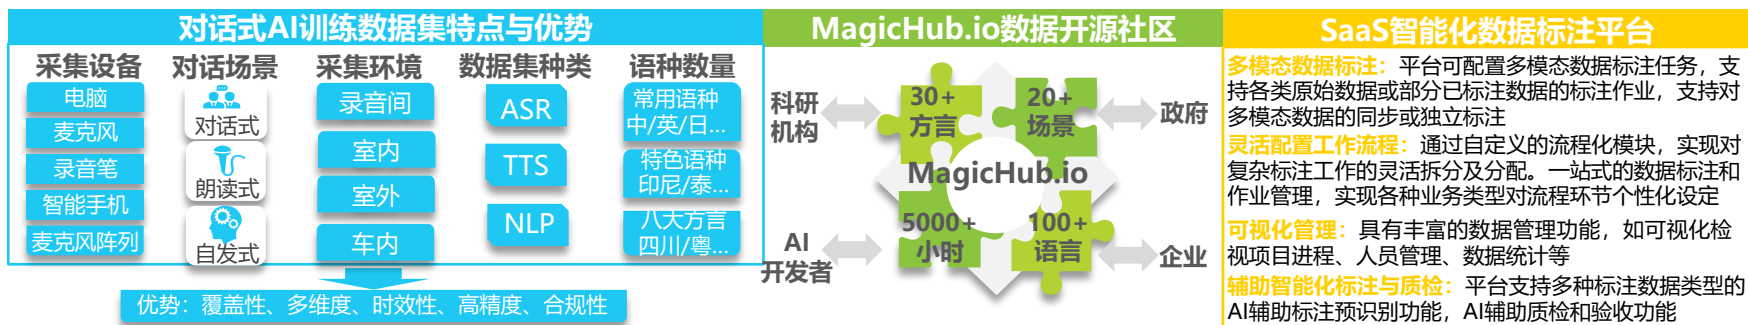 对话式AI训练数据集特点与优势
采集设备
电脑
麦克风
录音笔
智能手机
麦克风阵列
对话场景
对话式
朗读式
自发式
采集环境
录音间
室内
室外
车内
数据集种类
ASR
TTS
NLP
语种数量
常用语种
中/英/日...
特色语种
印尼/泰...
八大方言
四川/粤...
优势：覆盖性、多维度、时效性、高精度、合规性
MagicHub.io数据开源社区
科研
机构
30+
方言
20+
场景
政府
MagicHub.io
AI
开发者
5000+
小时
100+
语言
企业
SaaS智能化数据标注平台
多模态数据标注：平台可配置多模态数据标注任务，支
持各类原始数据或部分已标注数据的标注作业，支持对
多模态数据的同步或独立标注
灵活配置工作流程：通过自定义的流程化模块，实现对
复杂标注工作的灵活拆分及分配。一站式的数据标注和
作业管理，实现各种业务类型对流程环节个性化设定
可视化管理：具有丰富的数据管理功能，如可视化检
视项目进程、人员管理、数据统计等
辅助智能化标注与质检：平台支持多种标注数据类型的
AI辅助标注预识别功能，AI辅助质检和验收功能